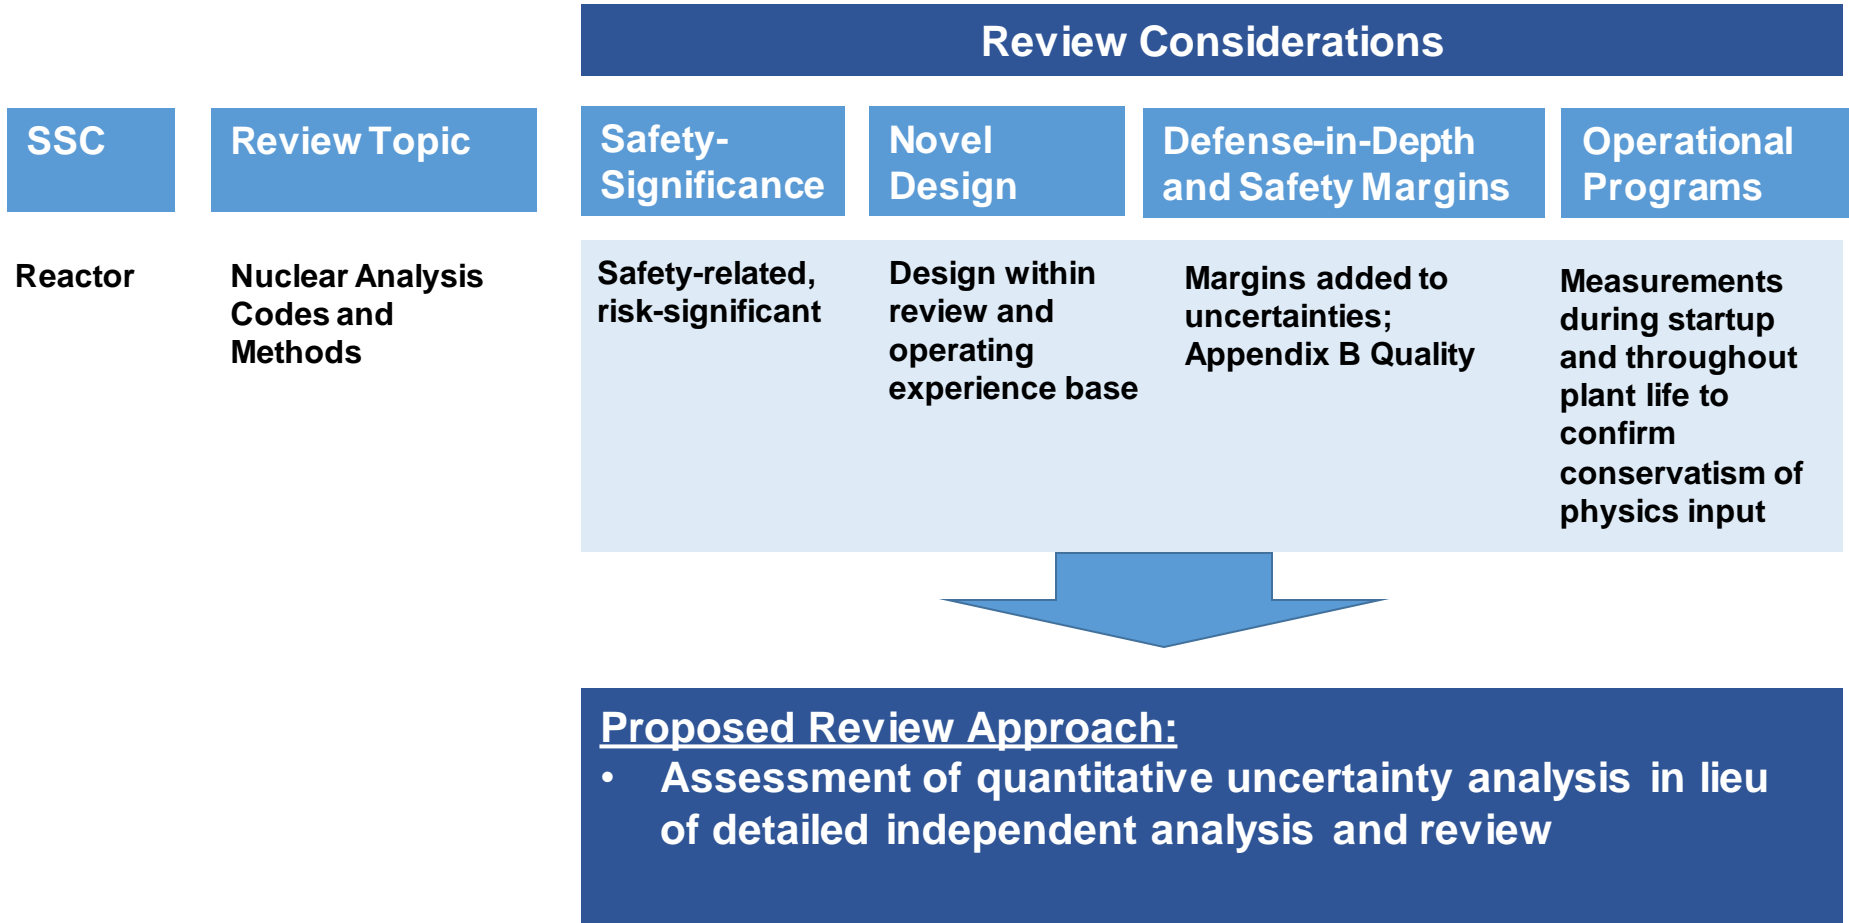 Review Considerations
SSC
Review Topic
Safety-
Significance
Novel
Design
Defense-in-Depth
and Safety Margins
Operational
Programs
Reactor
Nuclear Analysis
Codes and
Methods
Safety-related,
risk-significant
Design within
review and
operating
experience base
Margins added to
uncertainties;
Appendix B Quality
Measurements
during startup
and throughout
plant life to
confirm
conservatism of
physics input
Proposed Review Approach:
• Assessment of quantitative uncertainty analysis in lieu
of detailed independent analysis and review